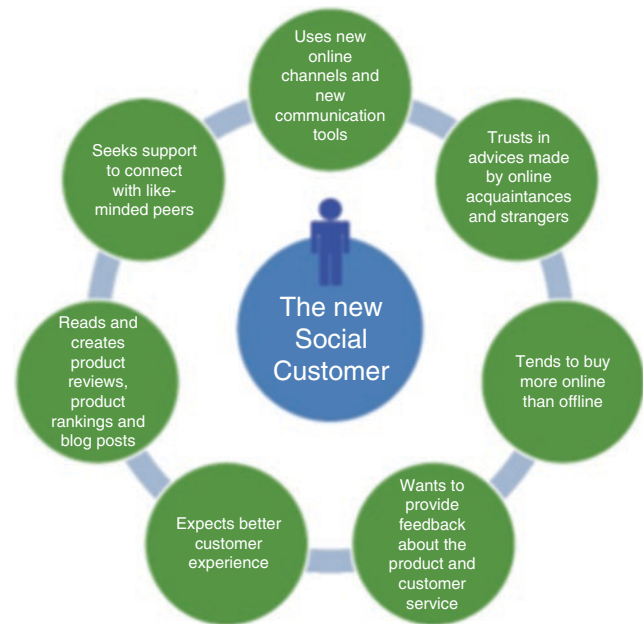 Uses new
online
channels and
new
communication
tools
Trusts in
advices made
by online
acquaintances
and strangers
Tends to buy
more online
than offline
Wants to
provide
feedback
about the
product and
customer
service
Expects better
customer
experience
Reads and
creates
product
reviews,
product
rankings and
blog posts
Seeks support
to connect
with like-
minded peers
The new
Social
Customer